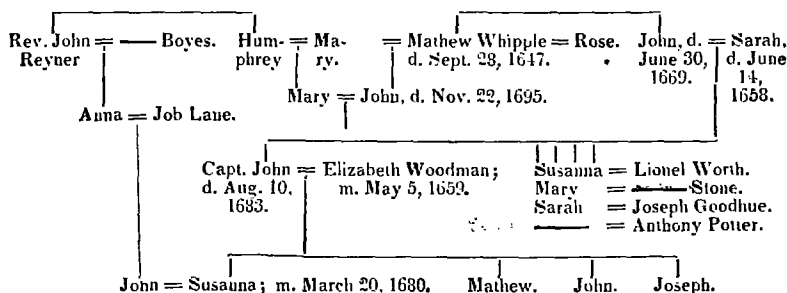 Rev. John = — Boyes. Hum- = Ma- = Mathew Whipple = Rose. John, d. = Sarah,
Reyner phrey ry. d. Sept. 28, 1647. June 30, d. June
1669. 14,
Mary = John, d. Nov. 22, 1695. 1658.
Anna = Job Lane.
Capt. John = Elizabeth Woodman; Susanna = Lionel Worth.
d. Aug. 10, m. May 5, 1659. Mary = — Stone.
1683. Sarah = Joseph Goodhue.
— = Anthony Potter.
John = Susanna; m. March 20, 1680. Mathew. John. Joseph.